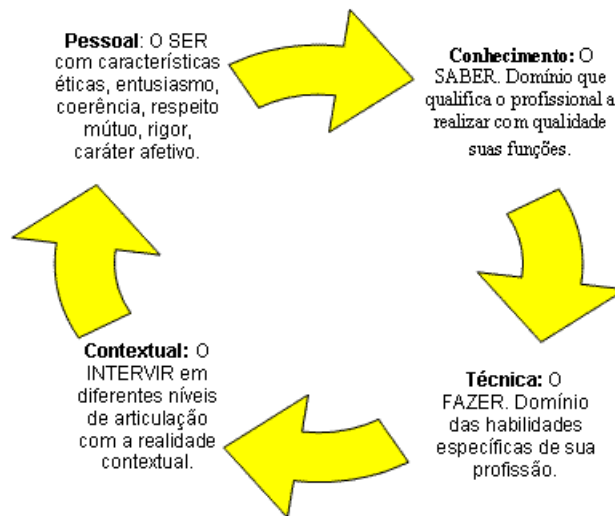 Pessoal: O SER
com características
éticas, entusiasmo,
coerência, respeito
mútuo, rigor,
caráter afetivo.
Conhecimento: O
SABER. Domínio que
qualifica o profissional a
realizar com qualidade
suas funções.
Técnica: O
FAZER. Domínio
das habilidades
específicas de sua
profissão.
Contextual: O
INTERVIR em
diferentes níveis
de articulação
com a realidade
contextual.